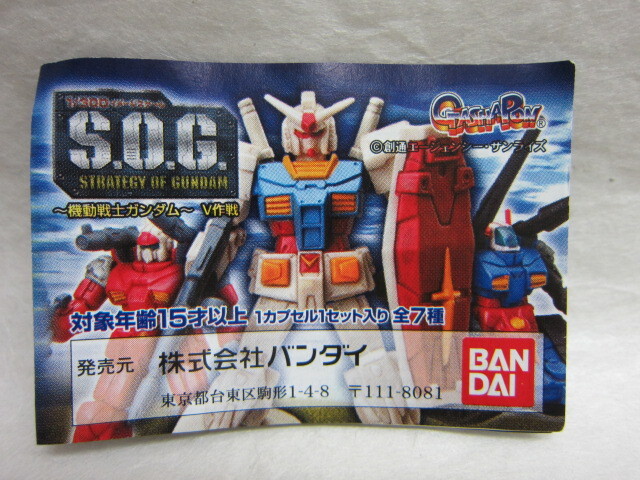 S.O.G.
STRATEGY OF GUNDAM
～機動戦士ガンダム～ V作戦
GASHAPON®
©創通エージェンシー・サンライズ
対象年齢15才以上 1カプセル1セット入り 全7種
発売元 株式会社バンダイ
東京都台東区駒形1-4-8 〒111-8081
BAN
DAI